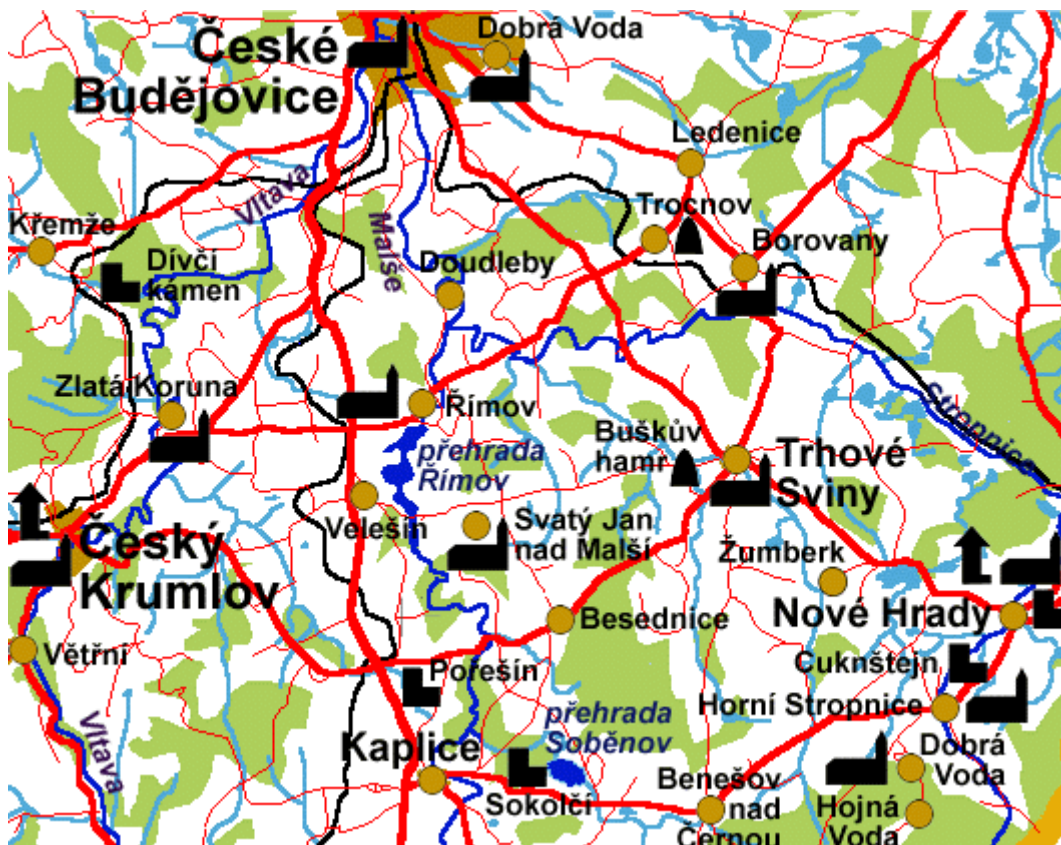 České
Budějovice
Dobrá Voda
Ledenice
Vltava
Trocnov
Křemže
Malše
Borovany
Dívčí
kámen
Doudleby
Zlatá Koruna
Stropnice
Římov
Buškův
hamr
přehrada
Římov
Trhové
Sviny
Velešín
Svatý Jan
nad Malší
Český
Krumlov
Žumberk
Besednice
Nové Hrady
Větřní
Pořešín
Cuknštejn
Horní Stropnice
Vltava
přehrada
Soběnov
Kaplice
Dobrá
Voda
Sokolčí
Benešov
nad
Černou
Hojná
Voda